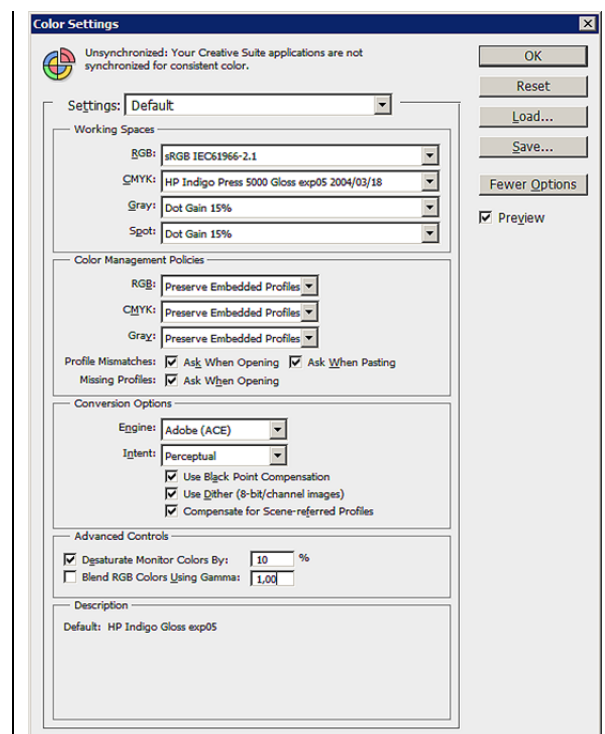 Color Settings
Unsynchronized: Your Creative Suite applications are not
synchronized for consistent color.
OK
Reset
Load...
Save...
Fewer Options
Preview
Settings: Default
Working Spaces
RGB: sRGB IEC61966-2.1
CMYK: HP Indigo Press 5000 Gloss exp05 2004/03/18
Gray: Dot Gain 15%
Spot: Dot Gain 15%
Color Management Policies
RGB: Preserve Embedded Profiles
CMYK: Preserve Embedded Profiles
Gray: Preserve Embedded Profiles
Profile Mismatches: Ask When Opening Ask When Pasting
Missing Profiles: Ask When Opening
Conversion Options
Engine: Adobe (ACE)
Intent: Perceptual
Use Black Point Compensation
Use Dither (8-bit/channel images)
Compensate for Scene-referred Profiles
Advanced Controls
Desaturate Monitor Colors By: 10 %
Blend RGB Colors Using Gamma: 1,00
Description
Default: HP Indigo Gloss exp05